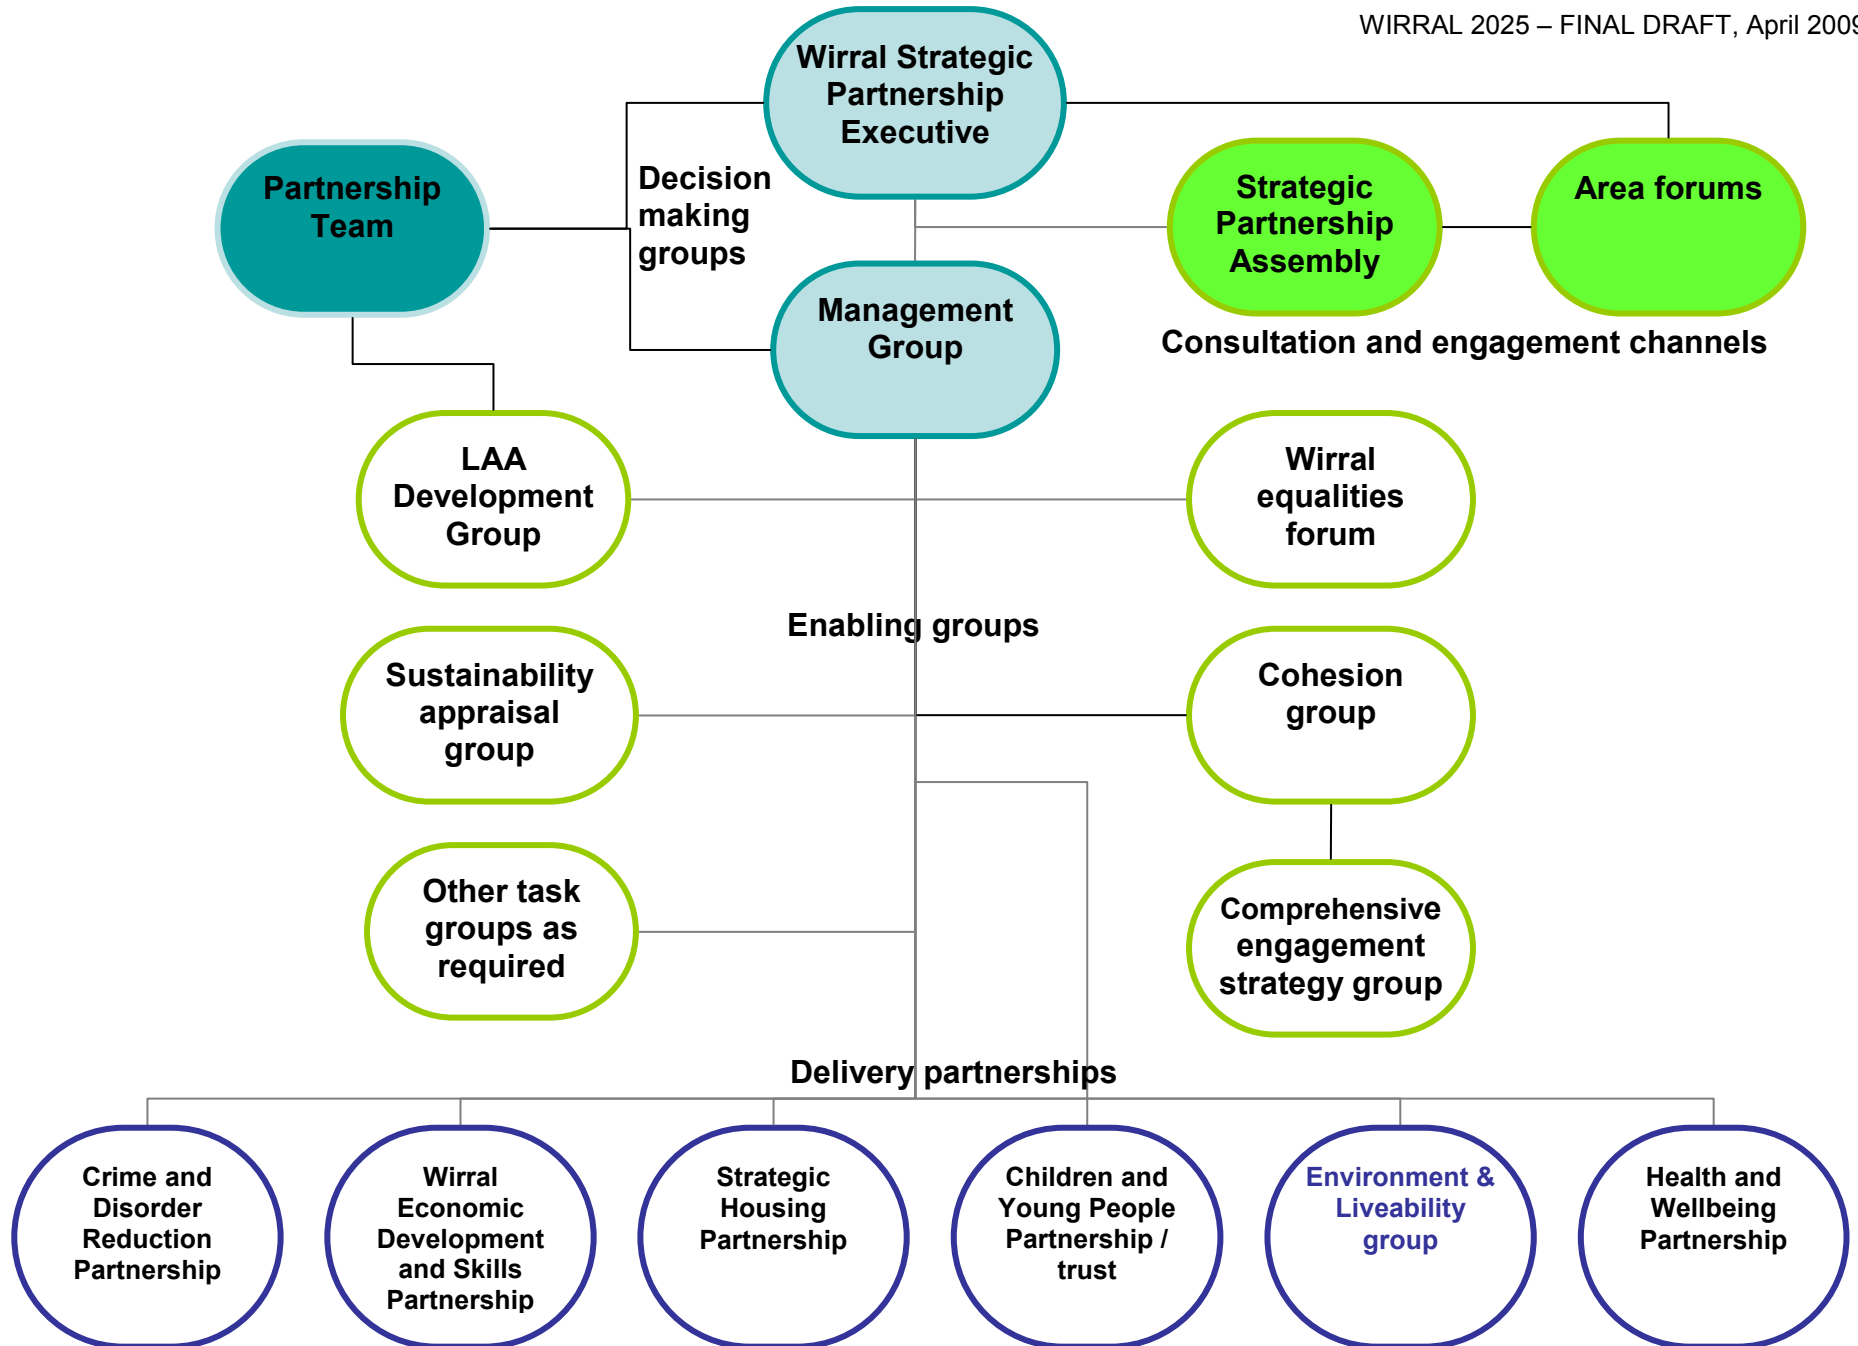 WIRRAL 2025 – FINAL DRAFT, April 2009
Wirral Strategic
Partnership
Executive
Partnership
Team
Decision
making
groups
Strategic
Partnership
Assembly
Area forums
Management
Group
Consultation and engagement channels
LAA
Development
Group
Wirral
equalities
forum
Enabling groups
Sustainability
appraisal
group
Cohesion
group
Other task
groups as
required
Comprehensive
engagement
strategy group
Delivery partnerships
Crime and
Disorder
Reduction
Partnership
Wirral
Economic
Development
and Skills
Partnership
Strategic
Housing
Partnership
Children and
Young People
Partnership /
trust
Environment &
Liveability
group
Health and
Wellbeing
Partnership